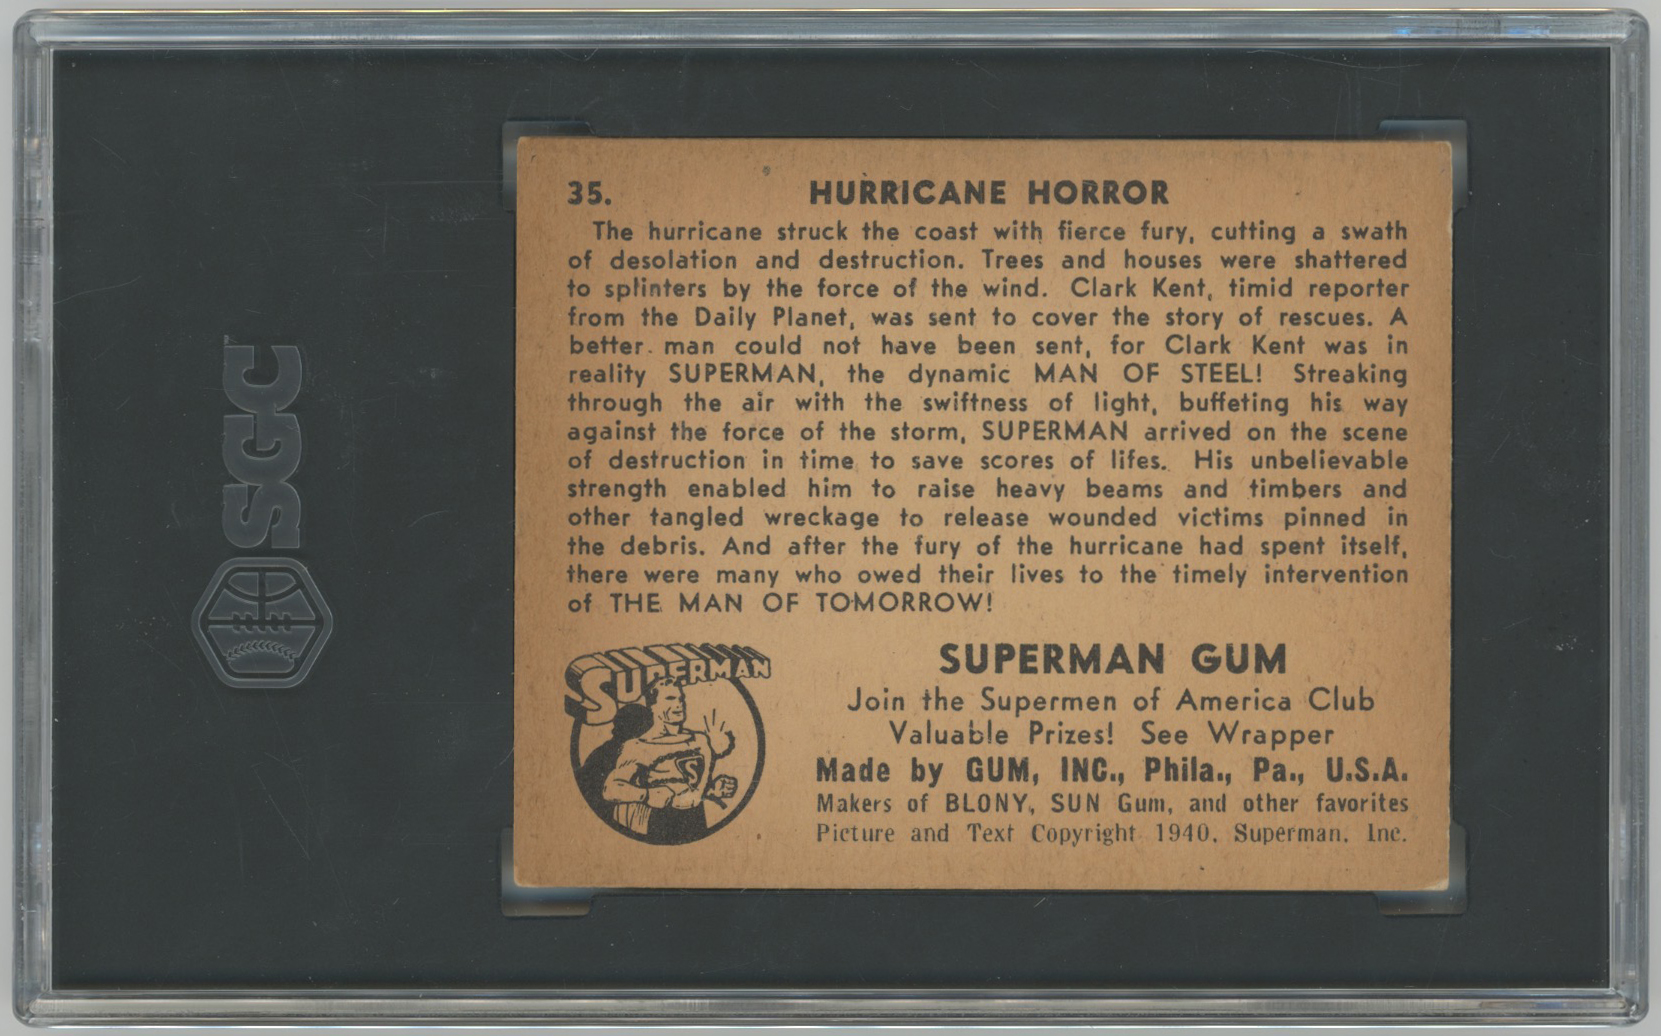 SGC
35. HURRICANE HORROR
The hurricane struck the coast with fierce fury, cutting a swath
of desolation and destruction. Trees and houses were shattered
to splinters by the force of the wind. Clark Kent, timid reporter
from the Daily Planet, was sent to cover the story of rescues. A
better man could not have been sent, for Clark Kent was in
reality SUPERMAN, the dynamic MAN OF STEEL! Streaking
through the air with the swiftness of light, buffeting his way
against the force of the storm, SUPERMAN arrived on the scene
of destruction in time to save scores of lifes. His unbelievable
strength enabled him to raise heavy beams and timbers and
other tangled wreckage to release wounded victims pinned in
the debris. And after the fury of the hurricane had spent itself,
there were many who owed their lives to the timely intervention
of THE MAN OF TOMORROW!
SUPERMAN
S
SUPERMAN GUM
Join the Supermen of America Club
Valuable Prizes! See Wrapper
Made by GUM, INC., Phila., Pa., U.S.A.
Makers of BLONY, SUN Gum, and other favorites
Picture and Text Copyright 1940, Superman, Inc.